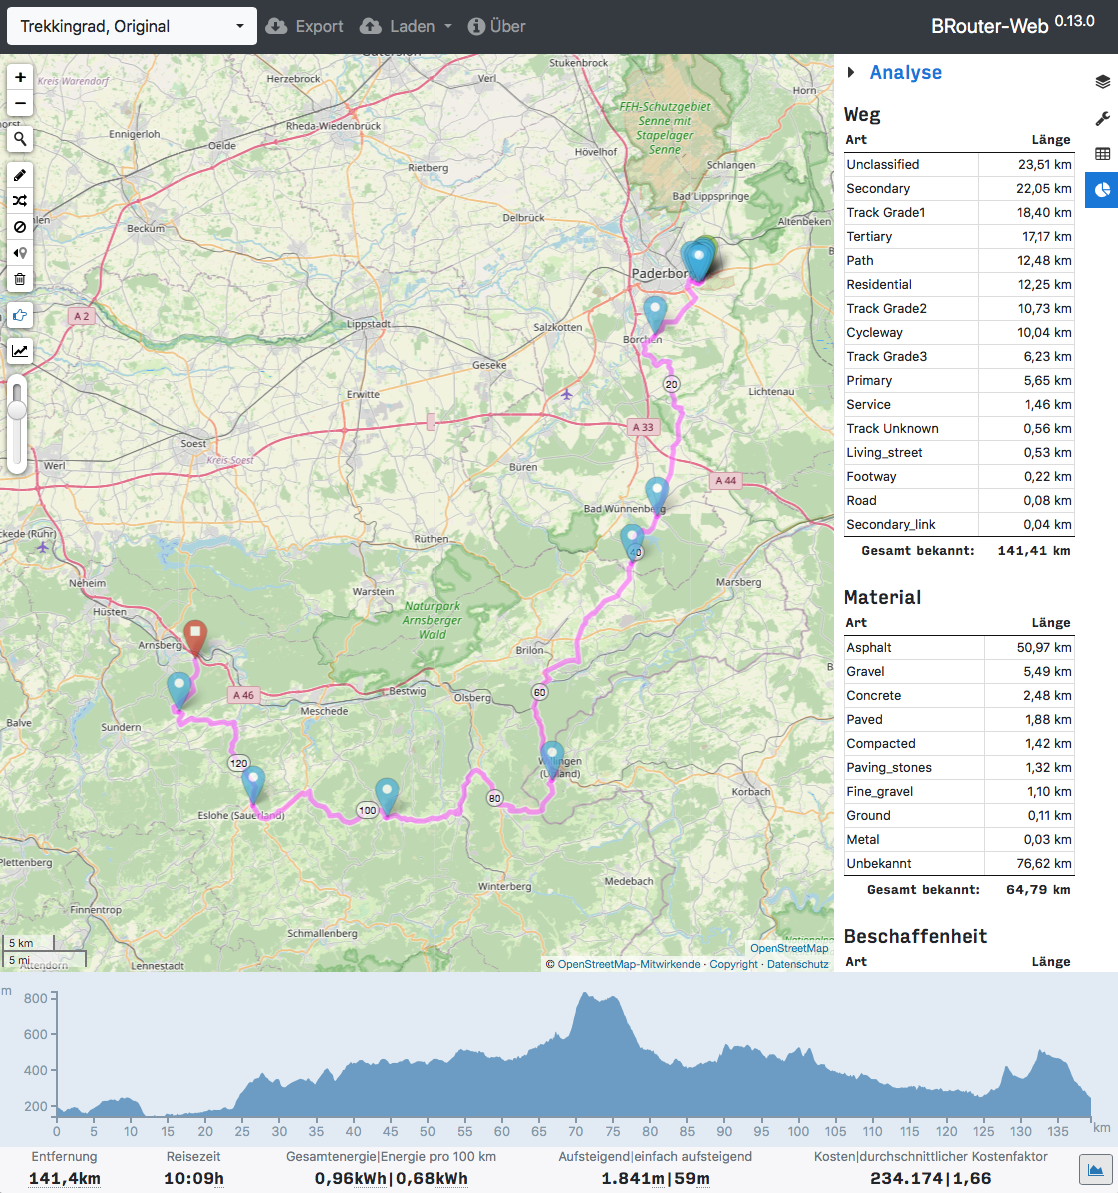 Trekkingrad, Original
Export
Laden
Über
BRouter-Web 0.13.0
Stukenbrock
Kreis Warendorf
Herzebrock
Verl
Horn
FFH-Schutzgebiet
Senne mit
Stapelager
Senne
Ennigerloh
Oelde
Rheda-Wiedenbrück
Hövelhof
Rietberg
Schlangen
Bad Lippspringe
Delbrück
Beckum
Altenbeken
Paderborn
A 2
Lippstadt
Salzkotten
Borchen
Geseke
20
Erwitte
Lichtenau
A 33
Soest
Kreis Soest
Werl
Büren
A 44
Bad Wünnenberg
ckede (Ruhr)
Rüthen
40
Neheim
Marsberg
Warstein
Hüsten
Naturpark
Arnsberger
Wald
Arnsberg
Brilon
A 46
Bestwig
Olsberg
60
Meschede
Balve
Sundern
120
Willingen
(Upland)
80
Korbach
100
Eslohe (Sauerland)
Plettenberg
Medebach
Winterberg
Finnentrop
Schmallenberg
5 km
5 mi
Attendorn
Lennestadt
OpenStreetMap
© OpenStreetMap-Mitwirkende · Copyright · Datenschutz
Analyse
Weg
Art Länge
Unclassified 23,51 km
Secondary 22,05 km
Track Grade1 18,40 km
Tertiary 17,17 km
Path 12,48 km
Residential 12,25 km
Track Grade2 10,73 km
Cycleway 10,04 km
Track Grade3 6,23 km
Primary 5,65 km
Service 1,46 km
Track Unknown 0,56 km
Living_street 0,53 km
Footway 0,22 km
Road 0,08 km
Secondary_link 0,04 km
Gesamt bekannt: 141,41 km
Material
Art Länge
Asphalt 50,97 km
Gravel 5,49 km
Concrete 2,48 km
Paved 1,88 km
Compacted 1,42 km
Paving_stones 1,32 km
Fine_gravel 1,10 km
Ground 0,11 km
Metal 0,03 km
Unbekannt 76,62 km
Gesamt bekannt: 64,79 km
Beschaffenheit
Art Länge
m
800
600
400
200
0 5 10 15 20 25 30 35 40 45 50 55 60 65 70 75 80 85 90 95 100 105 110 115 120 125 130 135 km
Entfernung
141,4km
Reisezeit
10:09h
Gesamtenergie|Energie pro 100 km
0,96kWh|0,68kWh
Aufsteigend|einfach aufsteigend
1.841m|59m
Kosten|durchschnittlicher Kostenfaktor
234.174|1,66